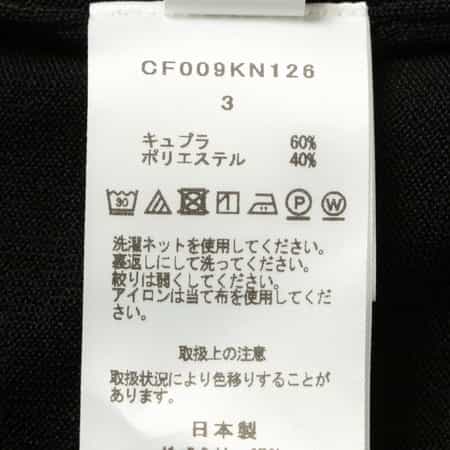 CF009KN126
3
キュプラ 60%
ポリエステル 40%
30 P W
洗濯ネットを使用してください。
裏返しにして洗ってください。
絞りは弱くしてください。
アイロンは当て布を使用してくだ
さい。
取扱上の注意
取扱状況により色移りすることが
あります。
日本製